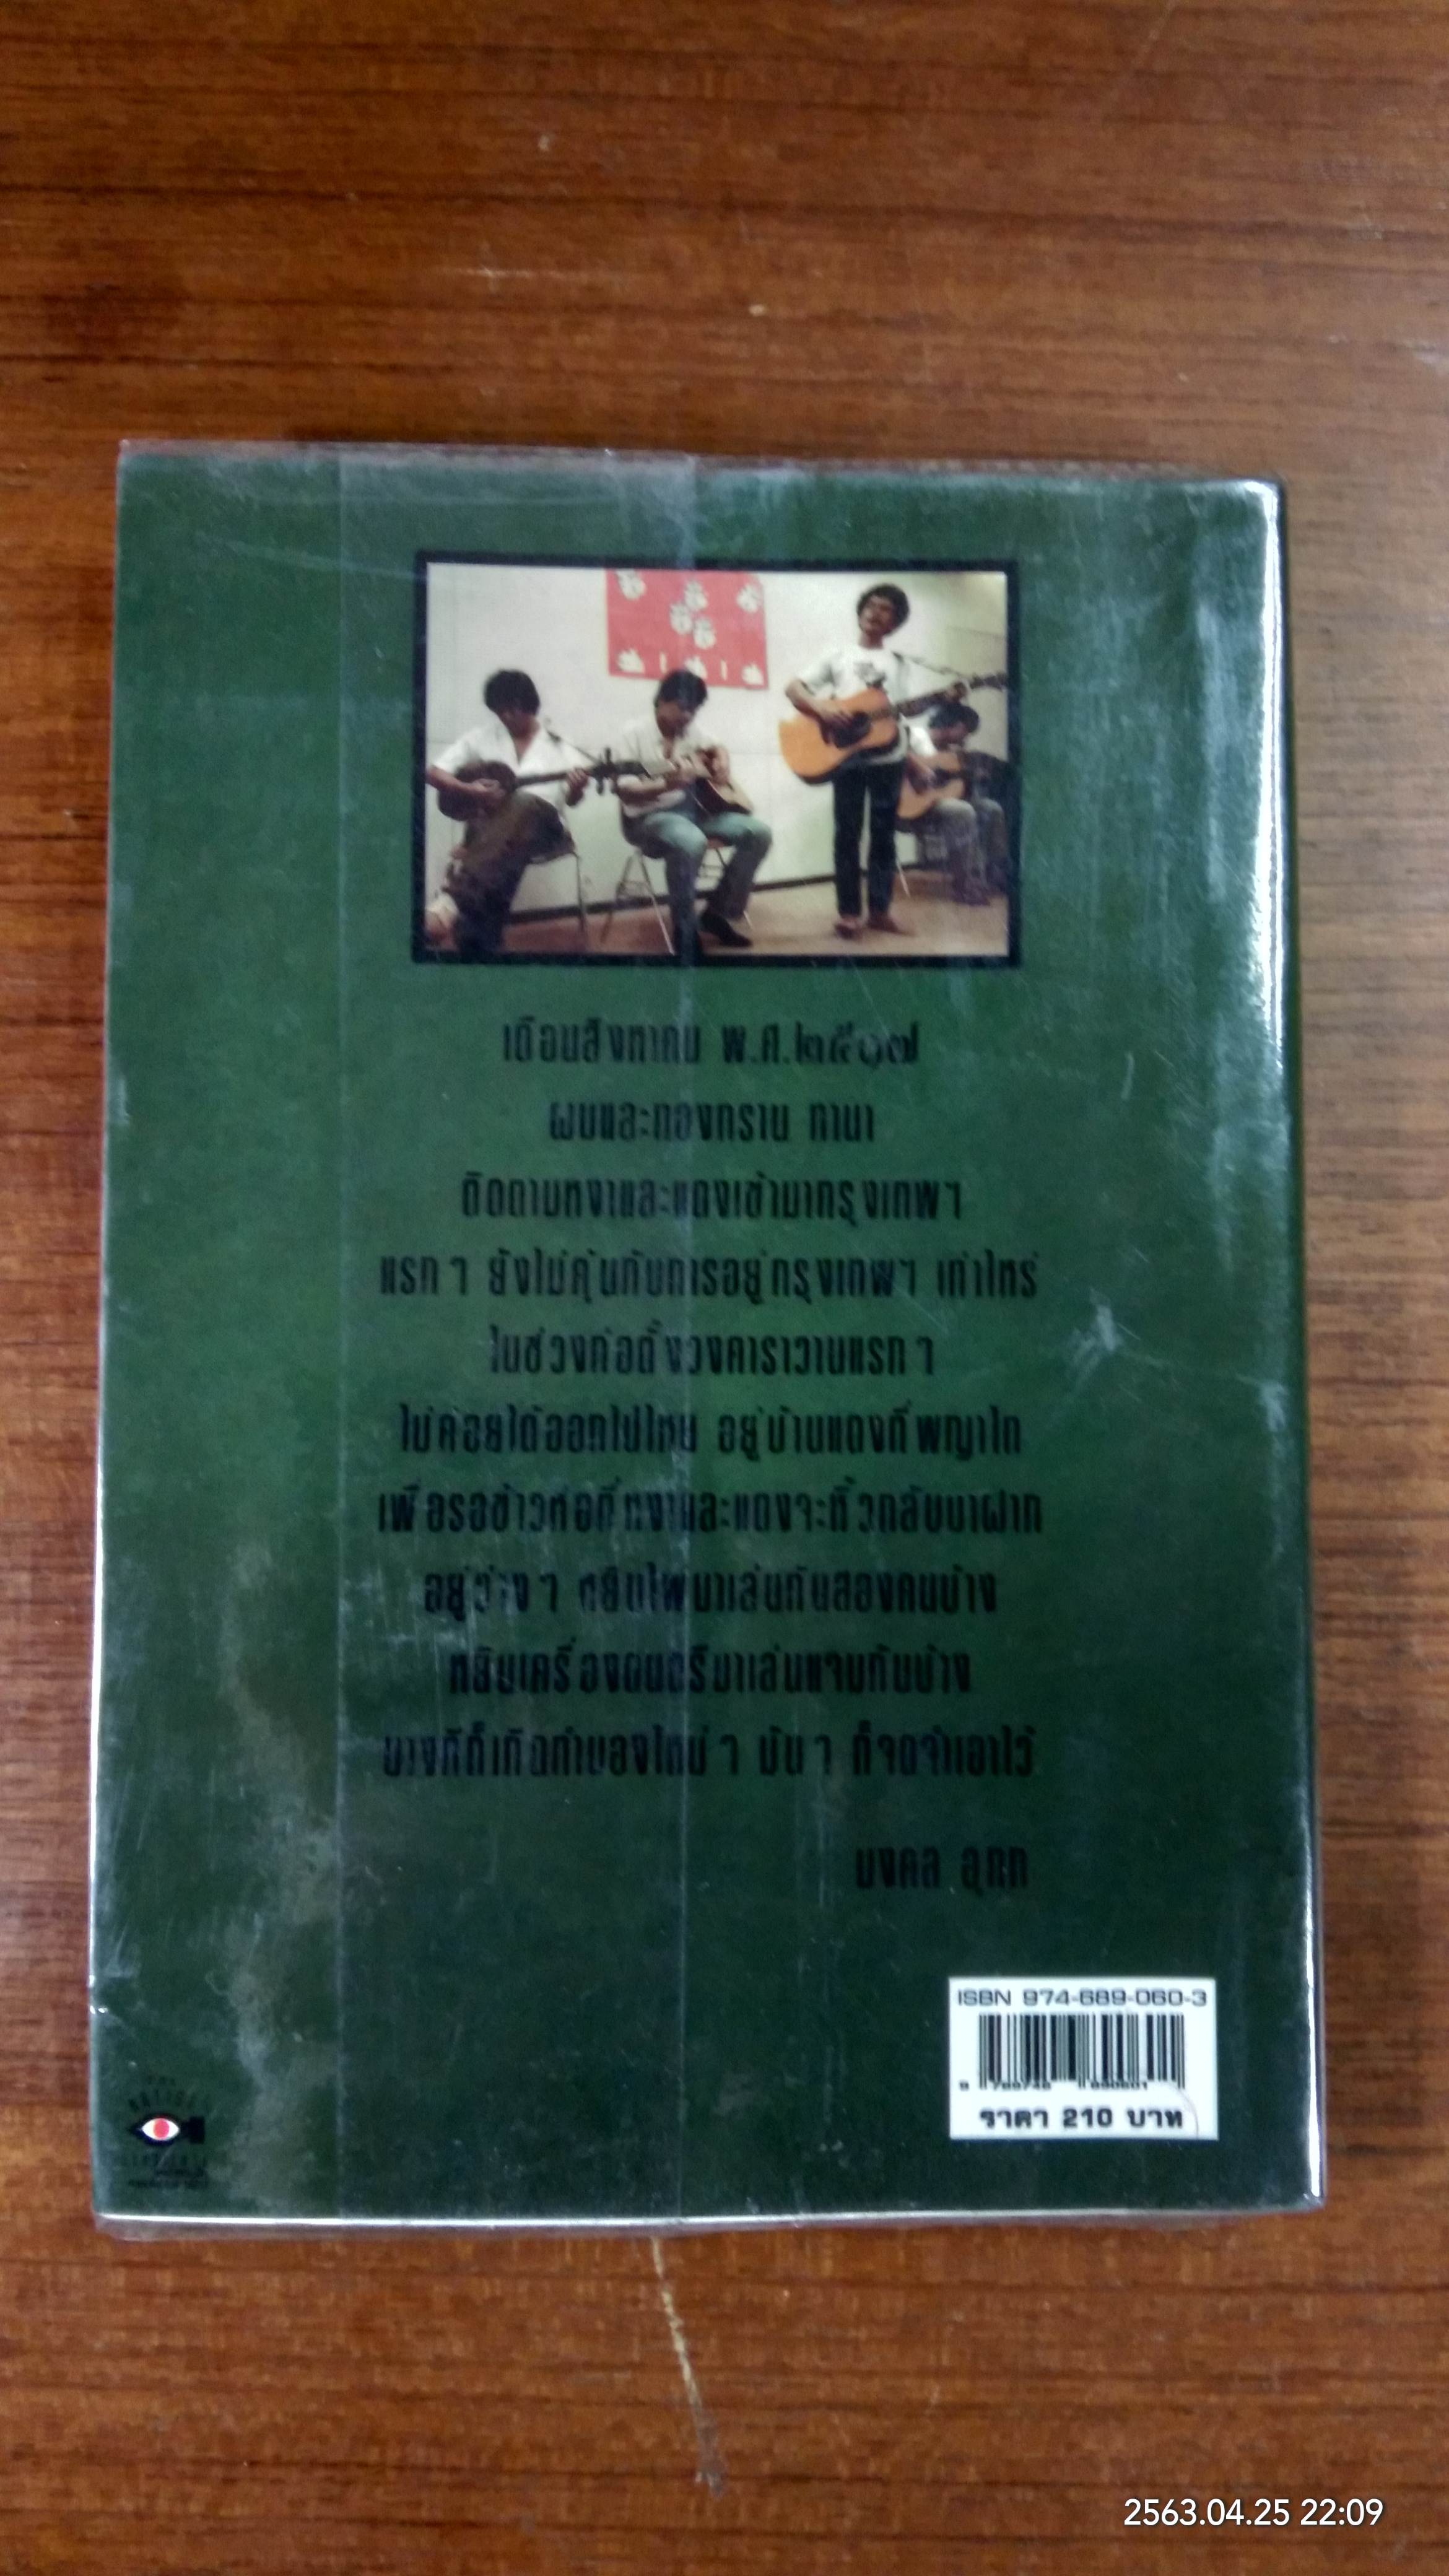 เดือนสิงหาคม พ.ศ.๒๕๑๗
ผมและทองกราน ทานา
ติดตามหงาและแดงเข้ามากรุงเทพฯ
แรก ๆ ยังไม่คุ้นกับการอยู่กรุงเทพฯ เท่าไหร่
ในช่วงก่อตั้งวงคาราวานแรก ๆ
ไม่ค่อยได้ออกไปไหน อยู่บ้านแดงที่พญาไท
เพื่อรอข้าวห่อที่หงาและแดงจะหิ้วกลับมาฝาก
อยู่ว่าง ๆ หยิบไพ่มาเล่นกันสองคนบ้าง
หยิบเครื่องดนตรีมาเล่นแจมกันบ้าง
บางทีก็เกิดทำนองใหม่ ๆ มัน ๆ ก็จดจำเอาไว้
มงคล อุทก
ISBN 974-689-060-3
9 789746 890601
ราคา 210 บาท
2563.04.25 22:09